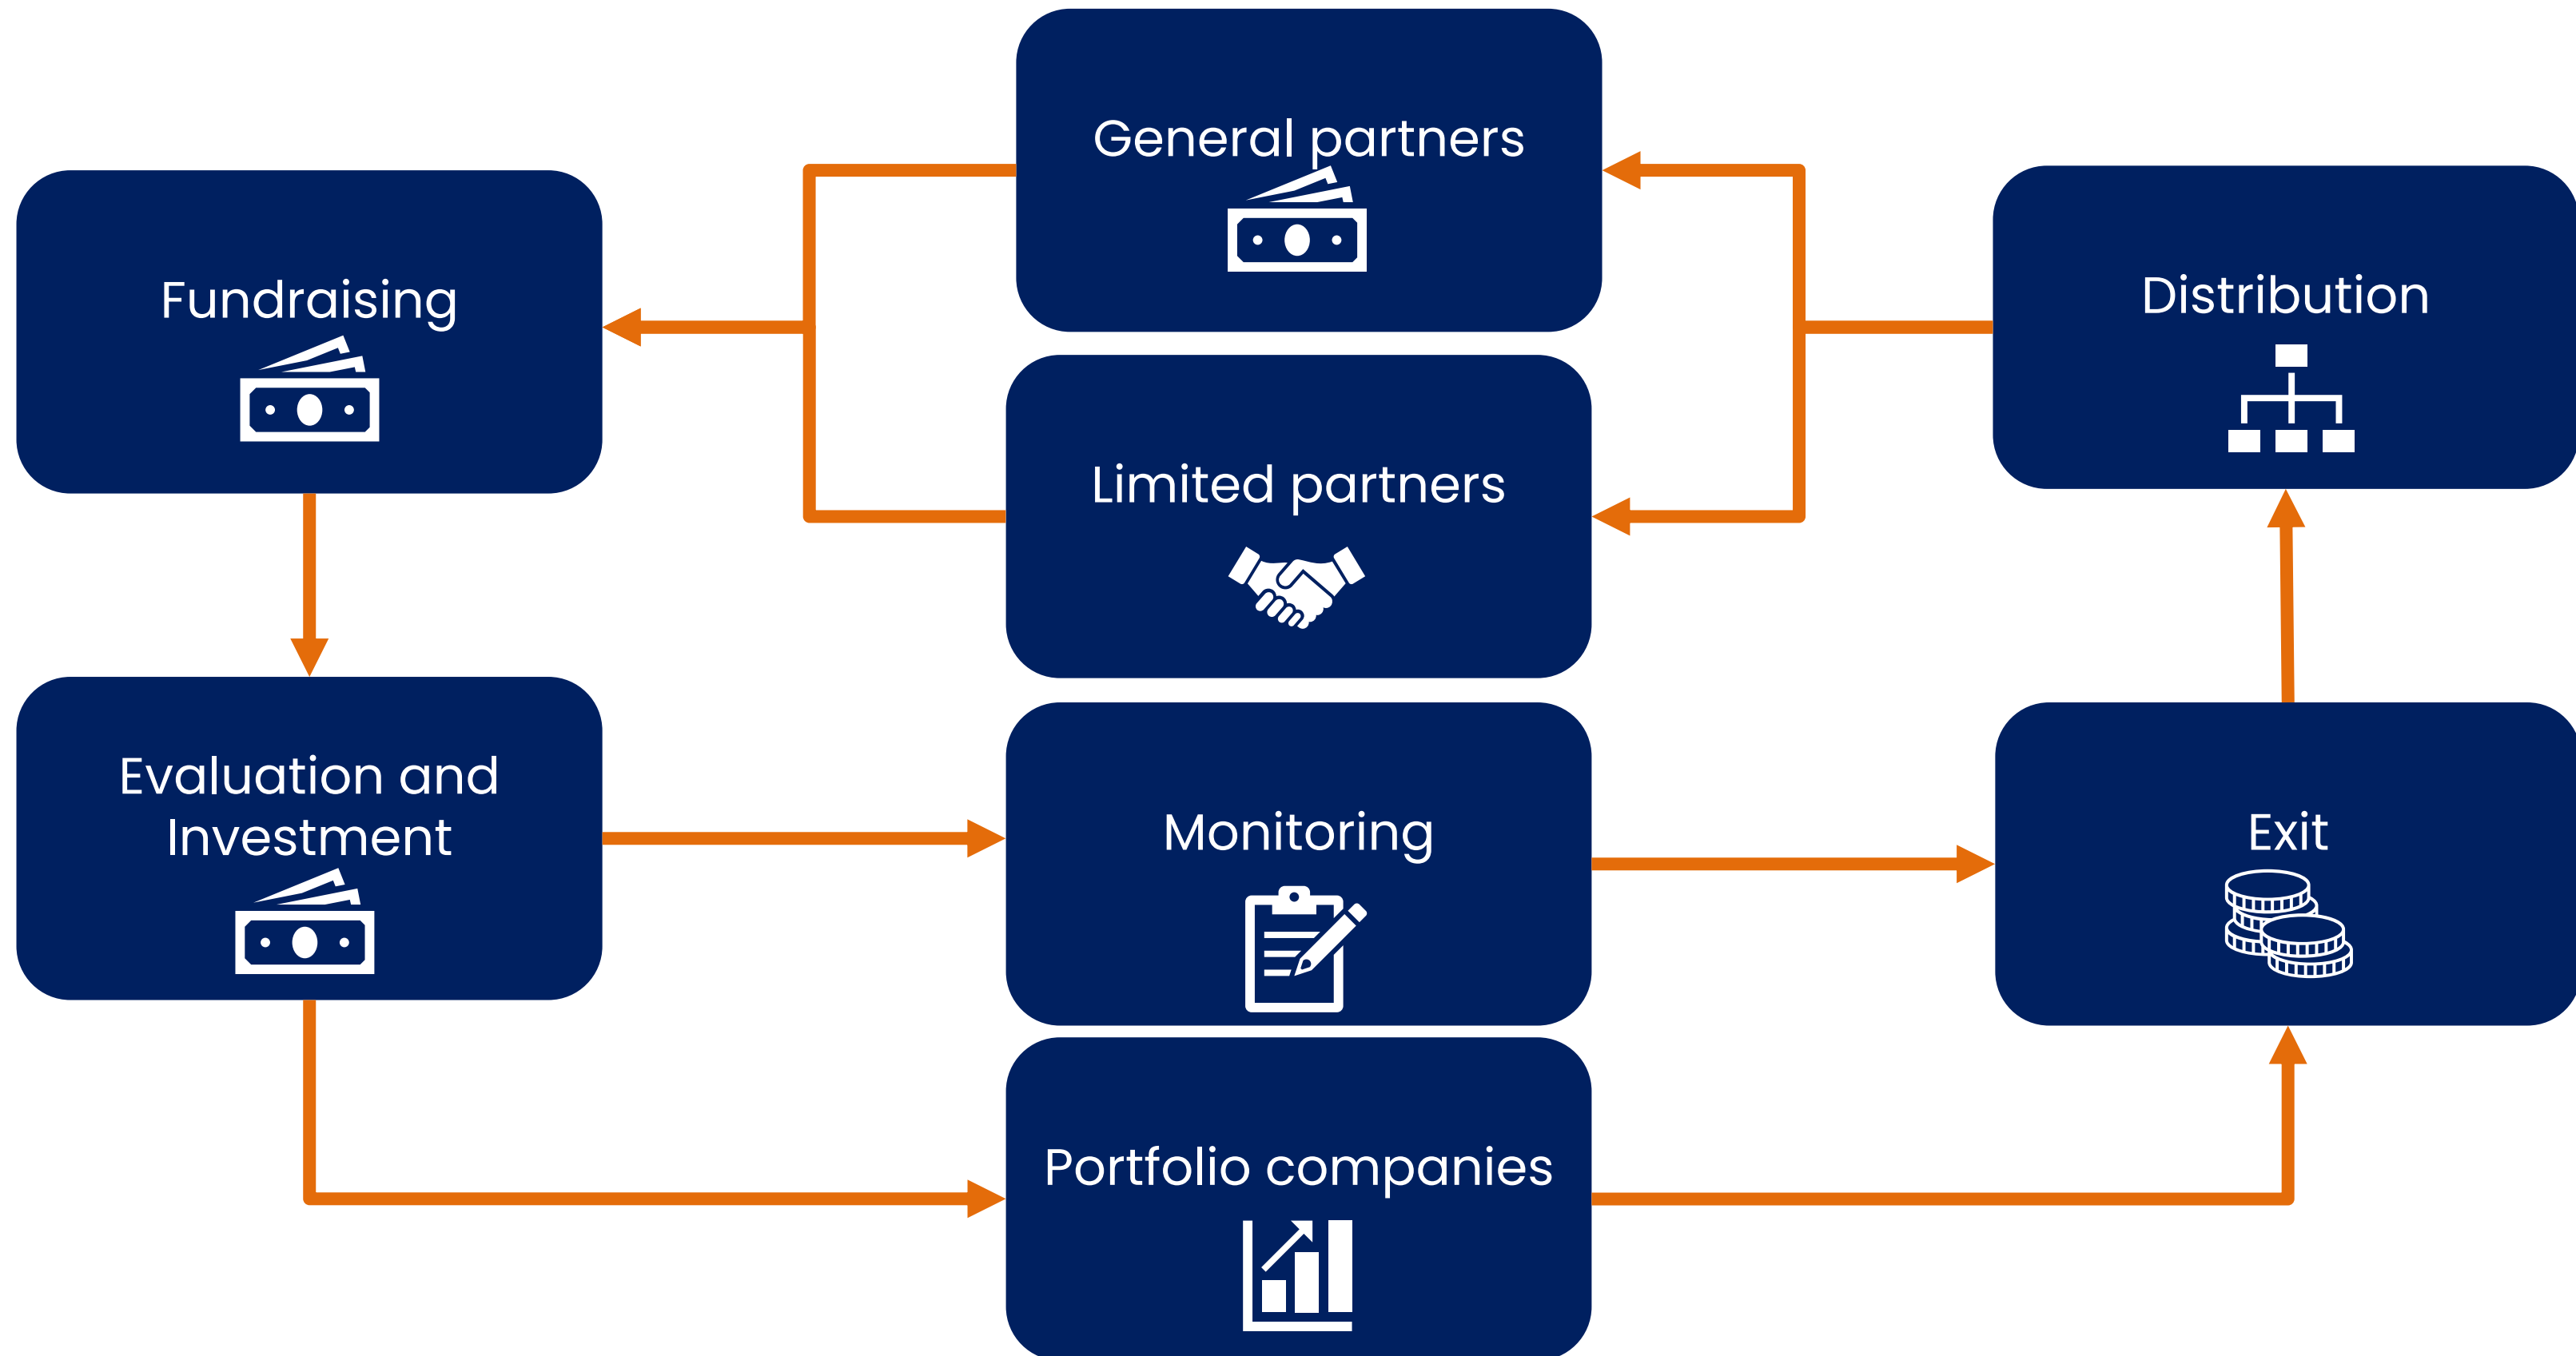 General partners
Fundraising
Distribution
Limited partners
Evaluation and
Investment
Monitoring
Exit
Portfolio companies